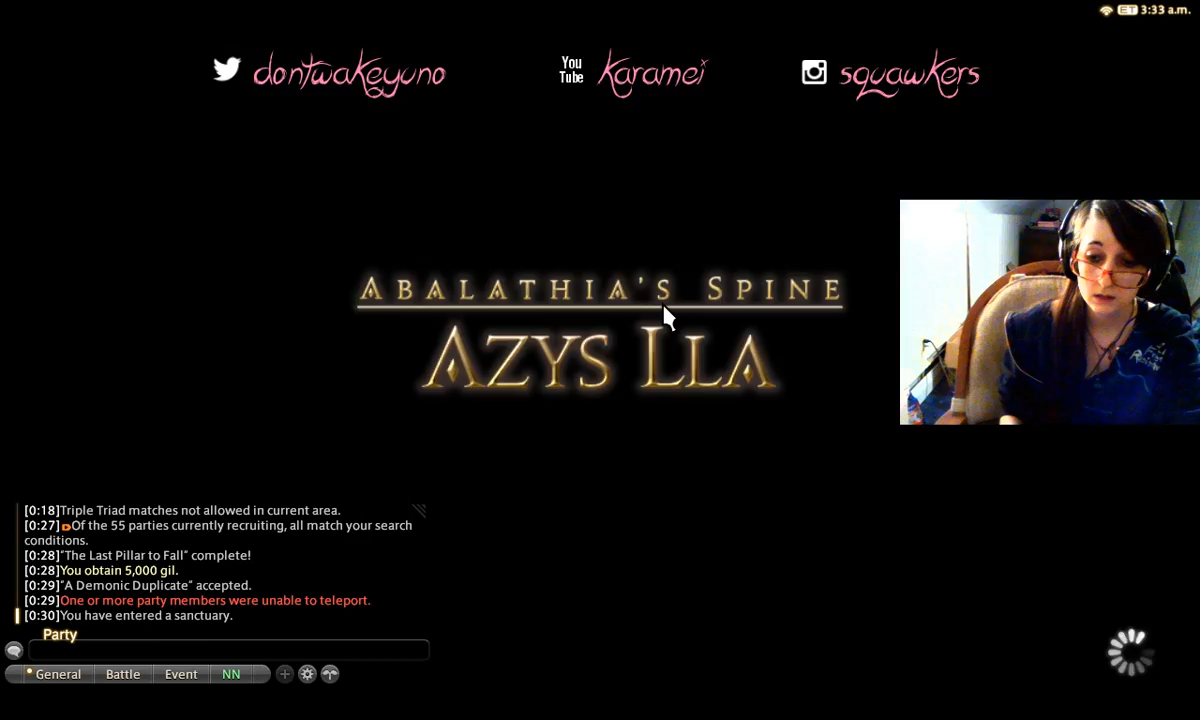 ET 3:33 a.m.
dontwakeyuno
You Tube karamei
squawkers
ABALATHIA'S SPINE
AZYS LLA
[0:18]Triple Triad matches not allowed in current area.
[0:27]Of the 55 parties currently recruiting, all match your search
conditions.
[0:28]"The Last Pillar to Fall" complete!
[0:28]You obtain 5,000 gil.
[0:29]"A Demonic Duplicate" accepted.
[0:29]One or more party members were unable to teleport.
[0:30]You have entered a sanctuary.
Party
General Battle Event NN